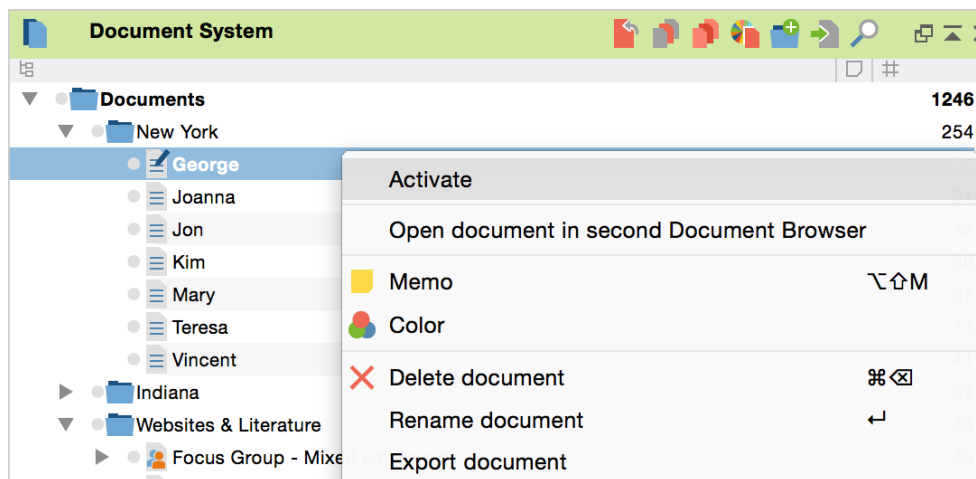 Document System
Documents 1246
New York 254
George
Activate
Joanna
Jon
Open document in second Document Browser
Kim
Memo ⌥⇧M
Mary
Teresa
Color
Vincent
Delete document ⌘⌫
Indiana
Rename document ↵
Websites & Literature
Focus Group - Mixed
Export document